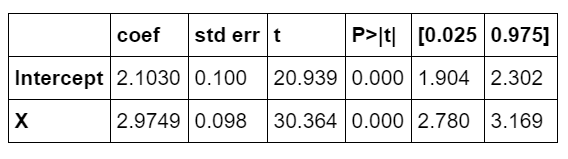 coef std err t P>|t| [0.025 0.975]
Intercept 2.1030 0.100 20.939 0.000 1.904 2.302
X 2.9749 0.098 30.364 0.000 2.780 3.169